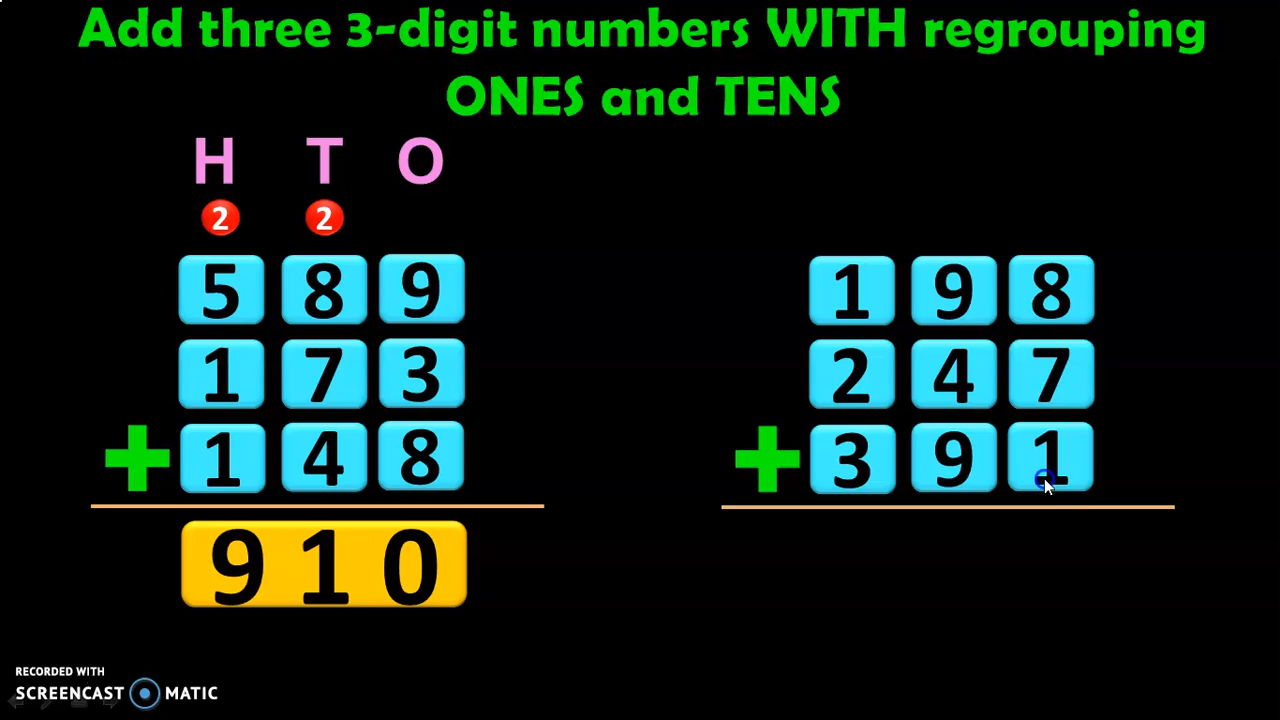 Add three 3-digit numbers WITH regrouping
ONES and TENS
H T O
2 2
5 8 9
1 7 3
+ 1 4 8
9 1 0
1 9 8
2 4 7
+ 3 9 1
RECORDED WITH
SCREENCAST MATIC